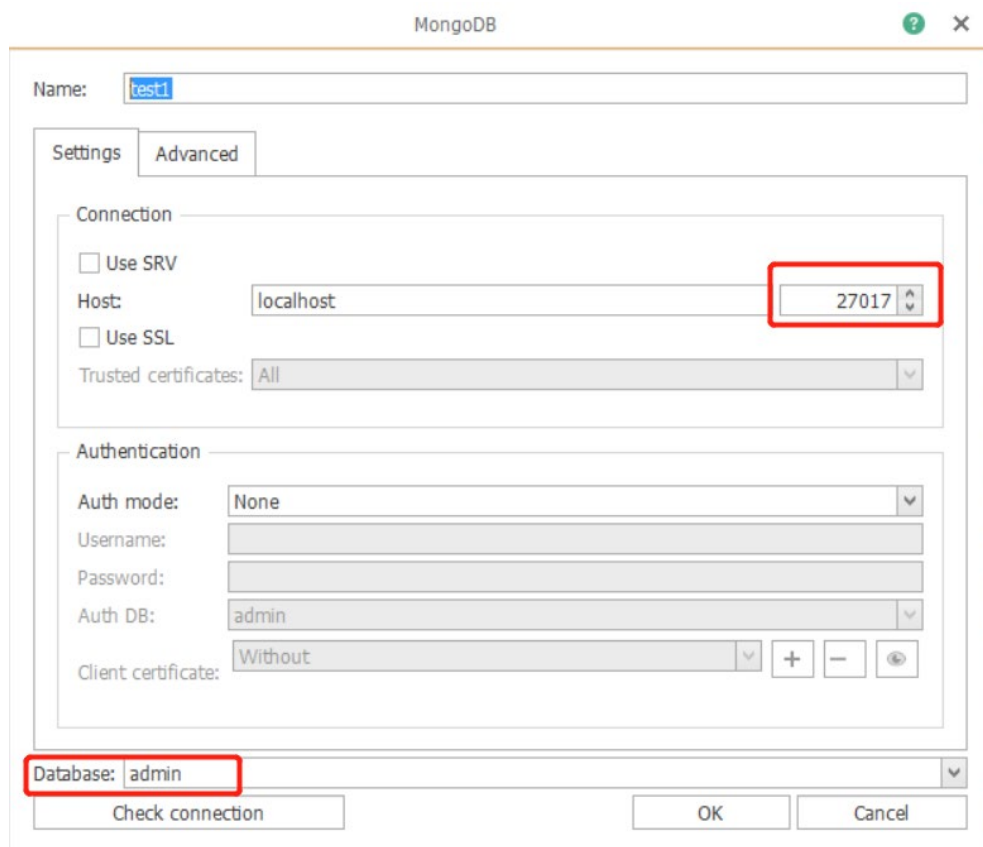 MongoDB
Name: test1
Settings Advanced
Connection
Use SRV
Host: localhost 27017
Use SSL
Trusted certificates: All
Authentication
Auth mode: None
Username:
Password:
Auth DB: admin
Client certificate: Without
Database: admin
Check connection OK Cancel